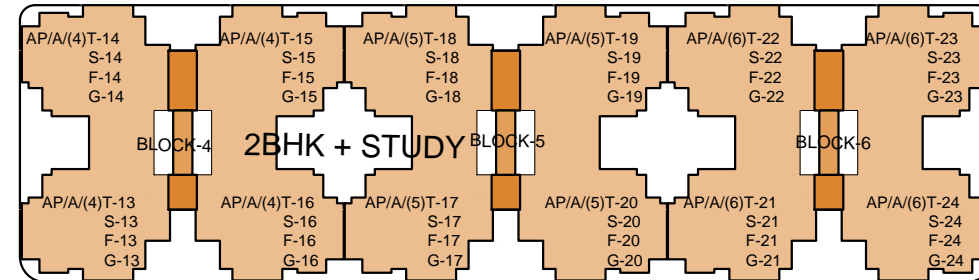 AP/A/(4)T-14
S-14
F-14
G-14
AP/A/(4)T-15
S-15
F-15
G-15
AP/A/(5)T-18
S-18
F-18
G-18
AP/A/(5)T-19
S-19
F-19
G-19
AP/A/(6)T-22
S-22
F-22
G-22
AP/A/(6)T-23
S-23
F-23
G-23
BLOCK-4
2BHK + STUDY
BLOCK-5
BLOCK-6
AP/A/(4)T-13
S-13
F-13
G-13
AP/A/(4)T-16
S-16
F-16
G-16
AP/A/(5)T-17
S-17
F-17
G-17
AP/A/(5)T-20
S-20
F-20
G-20
AP/A/(6)T-21
S-21
F-21
G-21
AP/A/(6)T-24
S-24
F-24
G-24